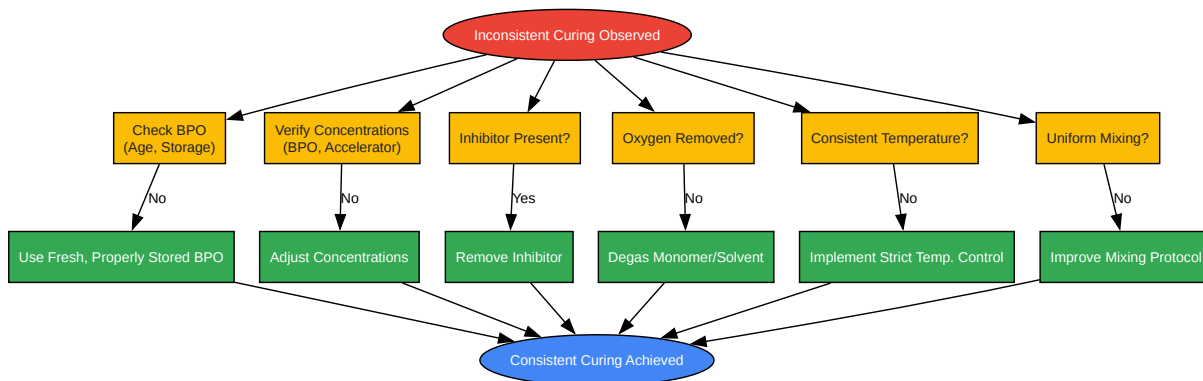 Inconsistent Curing Observed
Check BPO
(Age, Storage)
Verify Concentrations
(BPO, Accelerator)
Inhibitor Present?
Oxygen Removed?
Consistent Temperature?
Uniform Mixing?
No
No
Yes
No
No
No
Use Fresh, Properly Stored BPO
Adjust Concentrations
Remove Inhibitor
Degas Monomer/Solvent
Implement Strict Temp. Control
Improve Mixing Protocol
Consistent Curing Achieved